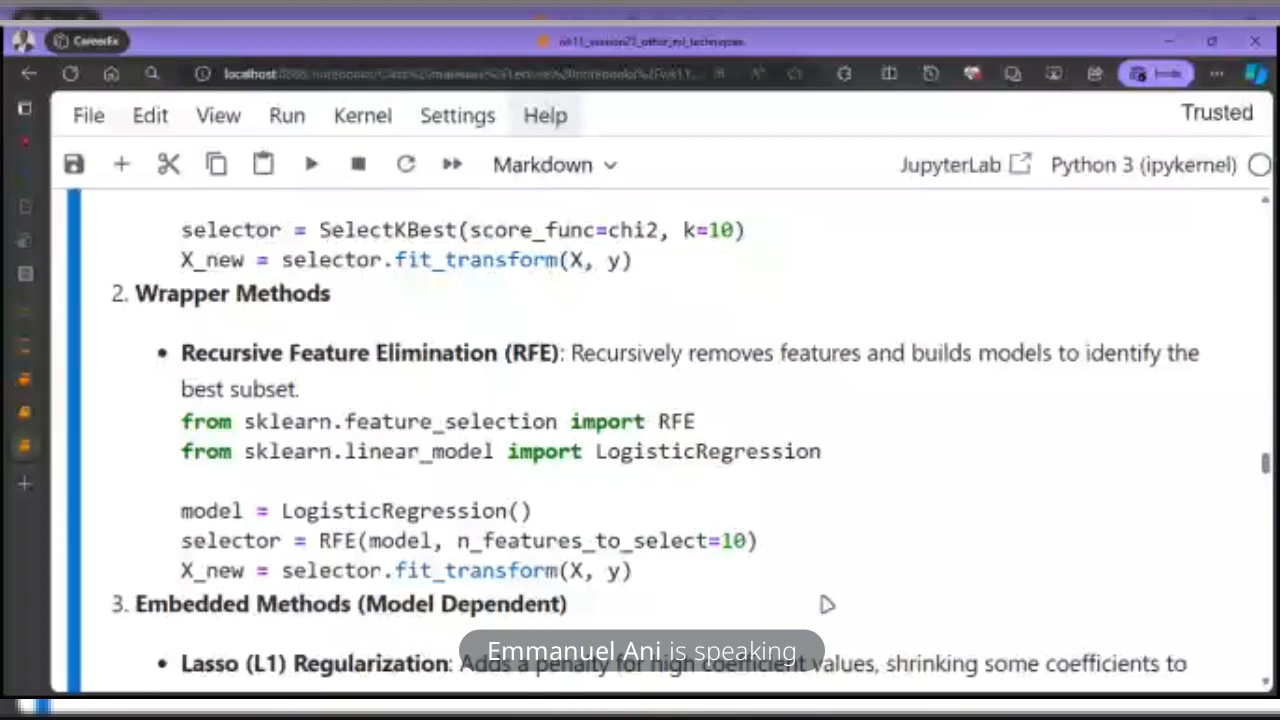 CareerEx
wk11_session21_other_ml_techniques
localhost
File Edit View Run Kernel Settings Help Trusted
Markdown JupyterLab Python 3 (ipykernel)
selector = SelectKBest(score_func=chi2, k=10)
X_new = selector.fit_transform(X, y)
2. Wrapper Methods
• Recursive Feature Elimination (RFE): Recursively removes features and builds models to identify the
best subset.
from sklearn.feature_selection import RFE
from sklearn.linear_model import LogisticRegression
model = LogisticRegression()
selector = RFE(model, n_features_to_select=10)
X_new = selector.fit_transform(X, y)
3. Embedded Methods (Model Dependent)
Emmanuel Ani is speaking
• Lasso (L1) Regularization: Adds a penalty for high coefficient values, shrinking some coefficients to